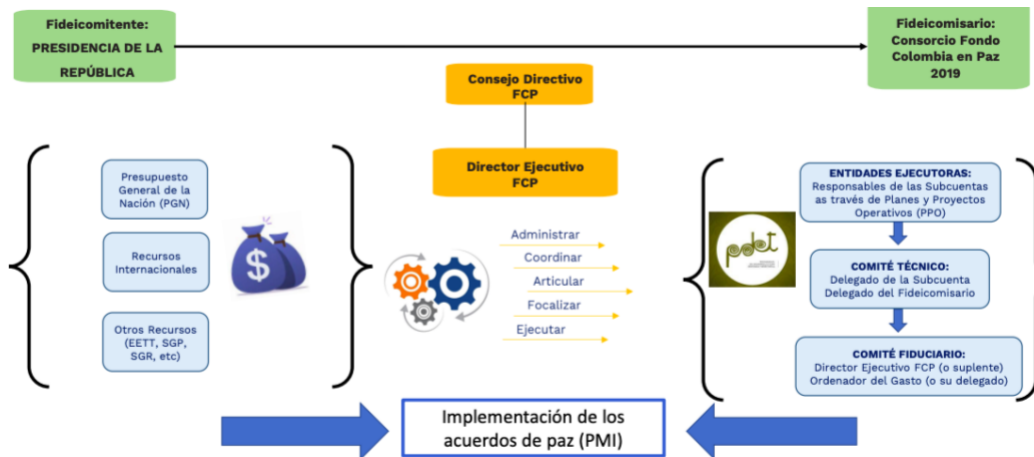 Fideicomitente:
PRESIDENCIA DE LA
REPÚBLICA
Fideicomisario:
Consorcio Fondo
Colombia en Paz
2019
Consejo Directivo
FCP
Director Ejecutivo
FCP
Presupuesto
General de la
Nación (PGN)
Recursos
Internacionales
Otros Recursos
(EETT, SGP,
SGR, etc)
$
Administrar
Coordinar
Articular
Focalizar
Ejecutar
pdet
ENTIDADES EJECUTORAS:
Responsables de las Subcuentas
as través de Planes y Proyectos
Operativos (PPO)
COMITÉ TÉCNICO:
Delegado de la Subcuenta
Delegado del Fideicomisario
COMITÉ FIDUCIARIO:
Director Ejecutivo FCP (o suplente)
Ordenador del Gasto (o su delegado)
Implementación de los
acuerdos de paz (PMI)